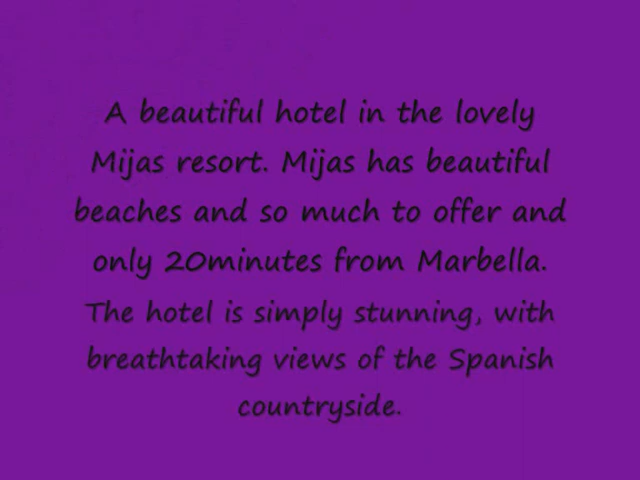 A beautiful hotel in the lovely
Mijas resort. Mijas has beautiful
beaches and so much to offer and
only 20minutes from Marbella.
The hotel is simply stunning, with
breathtaking views of the Spanish
countryside.